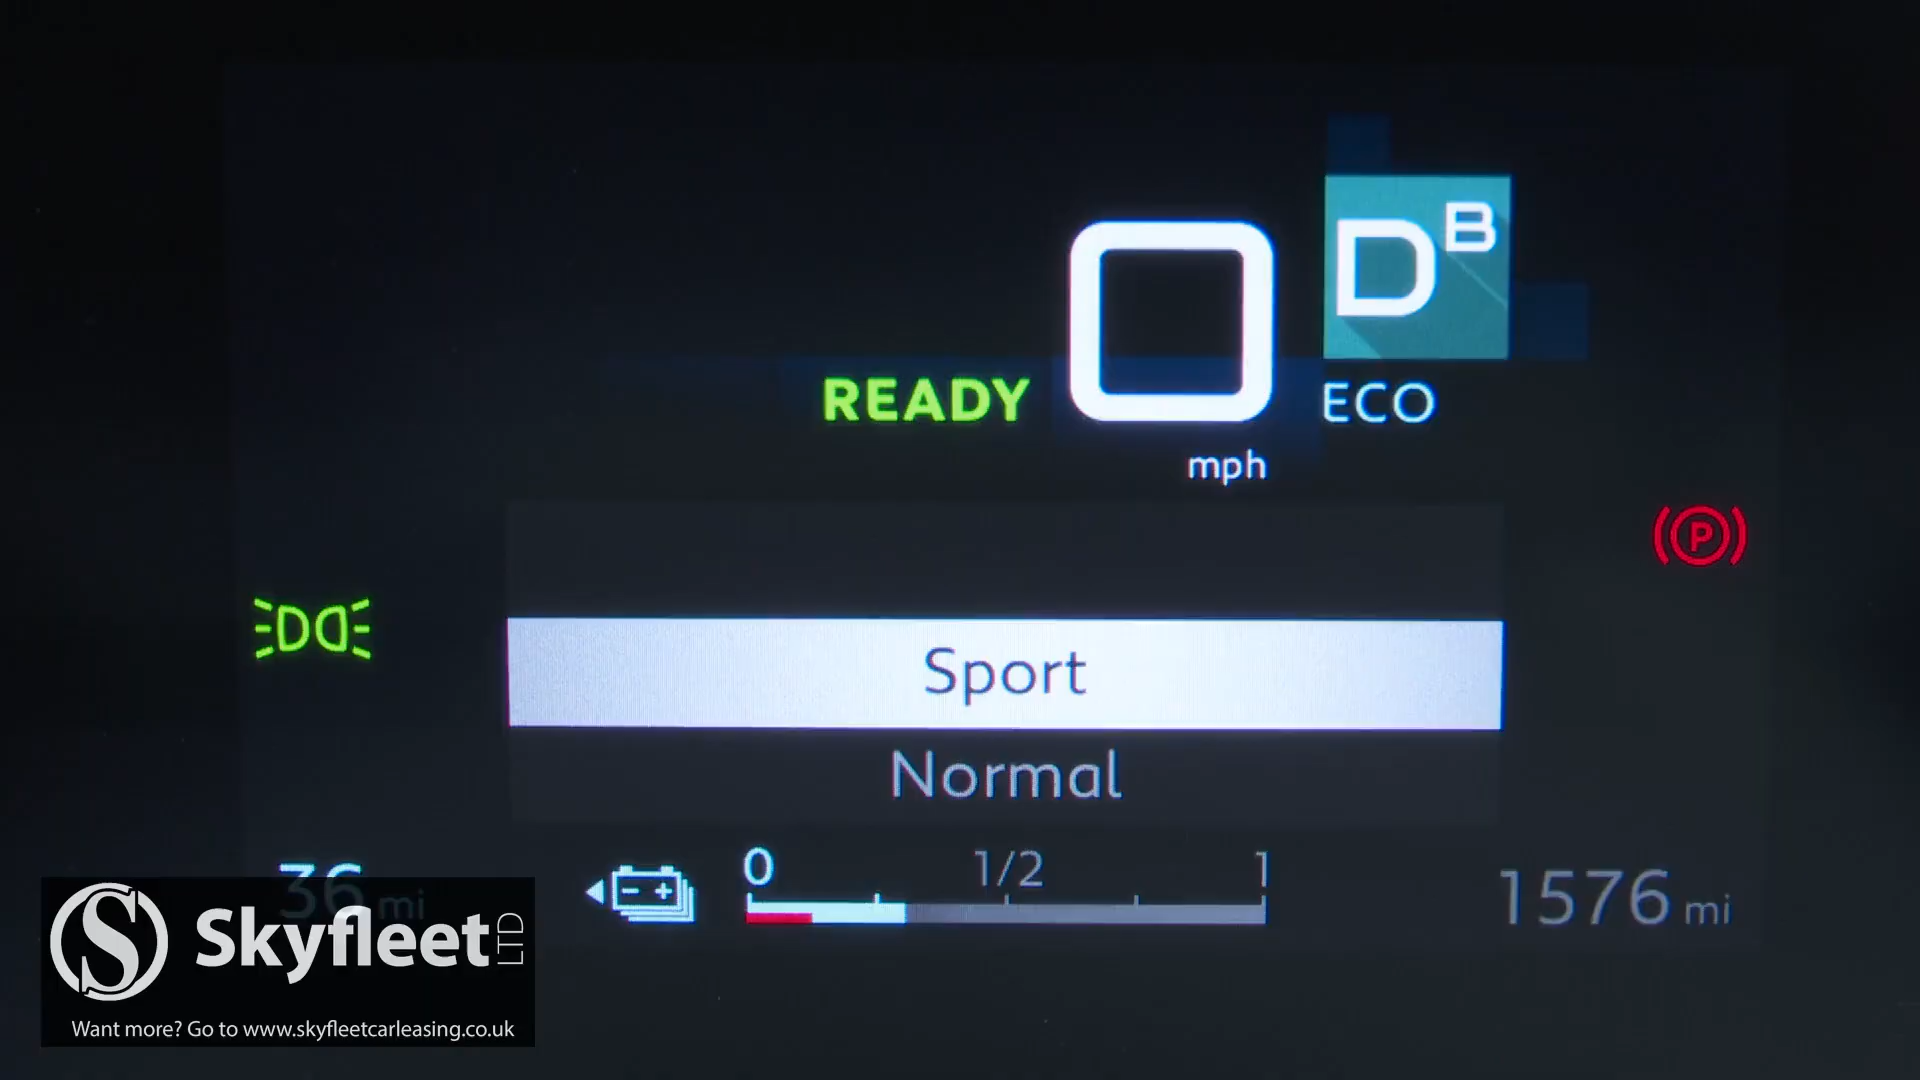 D B
0
READY
ECO
mph
P
Sport
Normal
36 mi
0 1/2 1
1576 mi
S Skyfleet LTD
Want more? Go to www.skyfleetcarleasing.co.uk